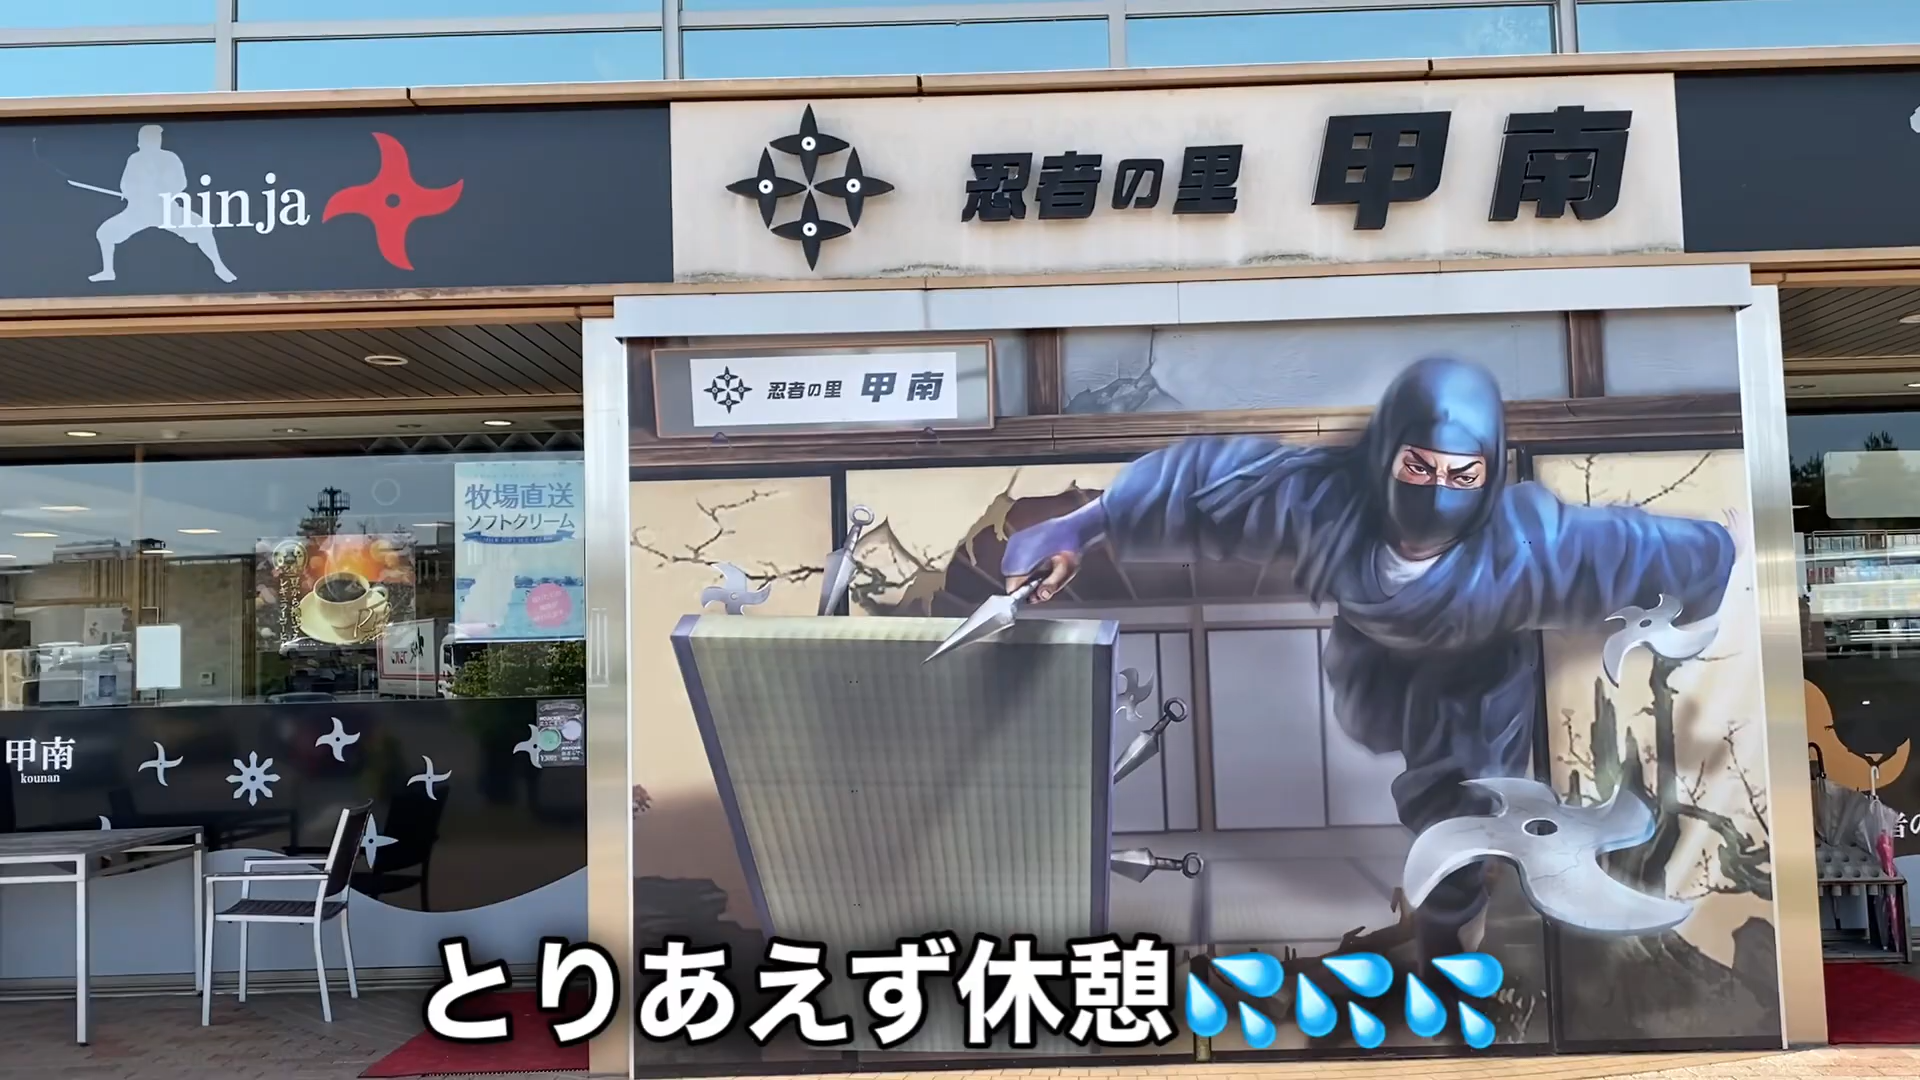 ninja
忍者の里 甲南
忍者の里 甲南
牧場直送
ソフトクリーム
甲南
kounan
とりあえず休憩💦💦💦